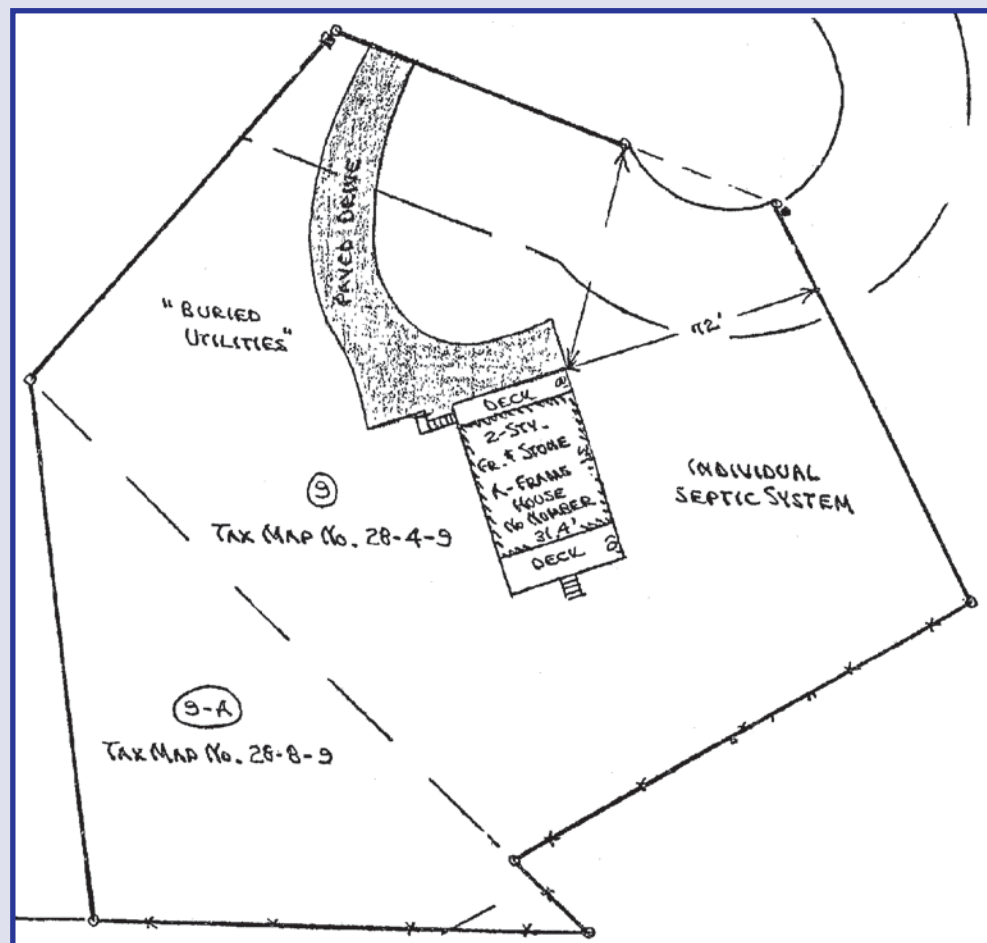 PAVED DRIVE
"BURIED
UTILITIES"
72'
DECK
2-STY.
FR. & STONE
A-FRAME
HOUSE
NO NUMBER
31.4'
DECK
INDIVIDUAL
SEPTIC SYSTEM
9
TAX MAP NO. 28-4-9
9-A
TAX MAP NO. 28-8-9